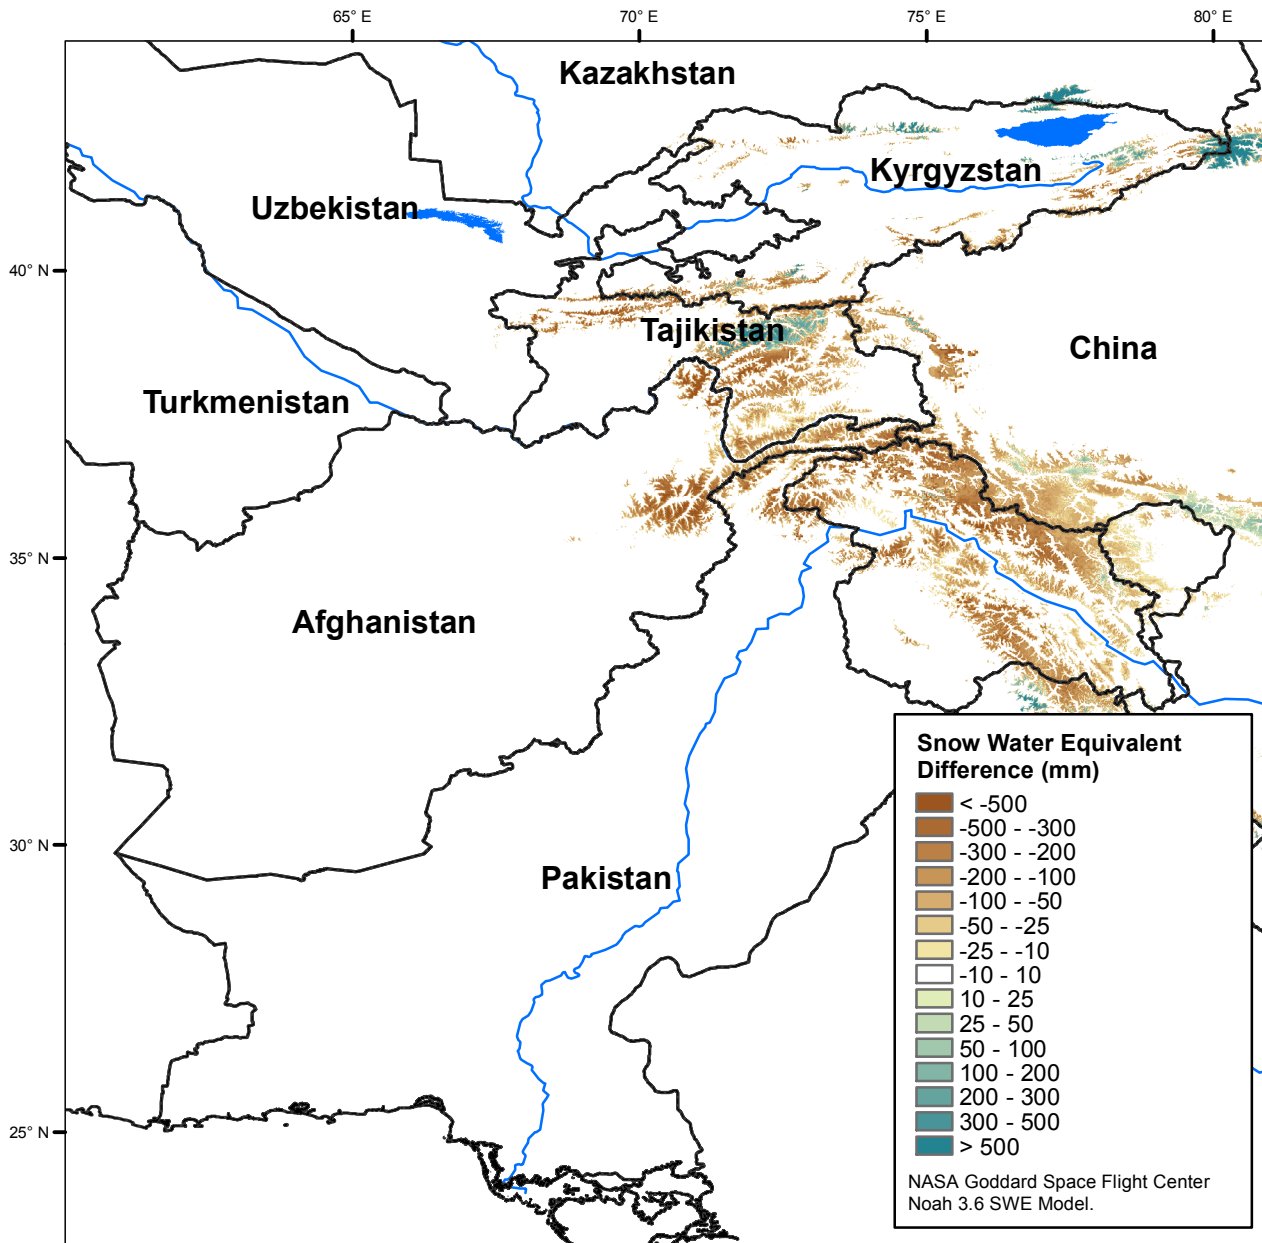 65° E
70° E
75° E
80° E
Kazakhstan
Kyrgyzstan
Uzbekistan
40° N
Tajikistan
China
Turkmenistan
35° N
Afghanistan
30° N
Pakistan
25° N
Snow Water Equivalent
Difference (mm)
< -500
-500 - -300
-300 - -200
-200 - -100
-100 - -50
-50 - -25
-25 - -10
-10 - 10
10 - 25
25 - 50
50 - 100
100 - 200
200 - 300
300 - 500
> 500
NASA Goddard Space Flight Center
Noah 3.6 SWE Model.